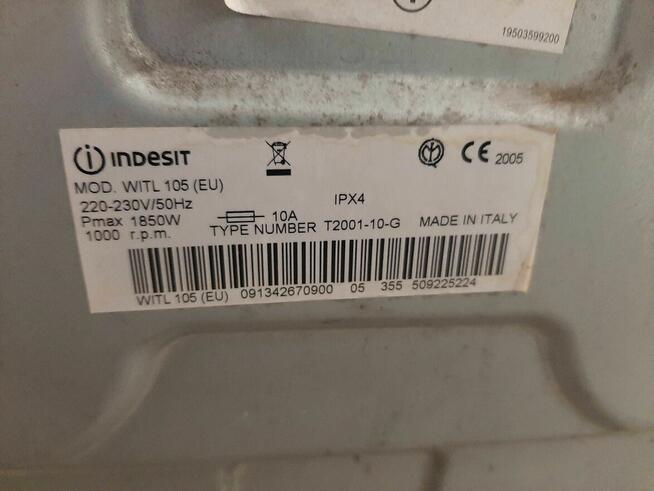 19503599200
INDESIT
CE 2005
MOD. WITL 105 (EU)
220-230V/50Hz
IPX4
Pmax 1850W
10A
1000 r.p.m.
TYPE NUMBER T2001-10-G MADE IN ITALY
WITL 105 (EU) 091342670900 05 355 509225224